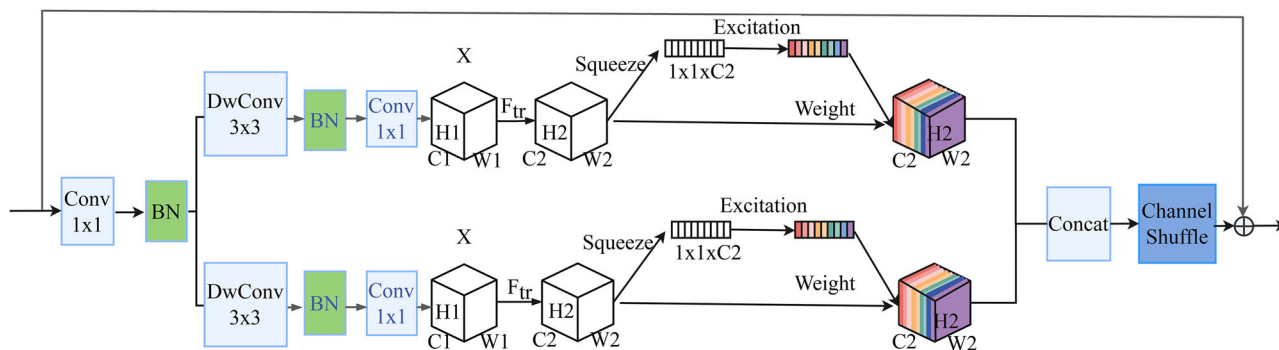 Excitation
X
Squeeze
1x1xC2
DwConv
3x3
BN
Conv
1x1
H1
C1
W1
Ftr
H2
C2
W2
Weight
H2
C2
W2
Conv
1x1
BN
Concat
Channel
Shuffle
Excitation
X
Squeeze
1x1xC2
DwConv
3x3
BN
Conv
1x1
H1
C1
W1
Ftr
H2
C2
W2
Weight
H2
C2
W2